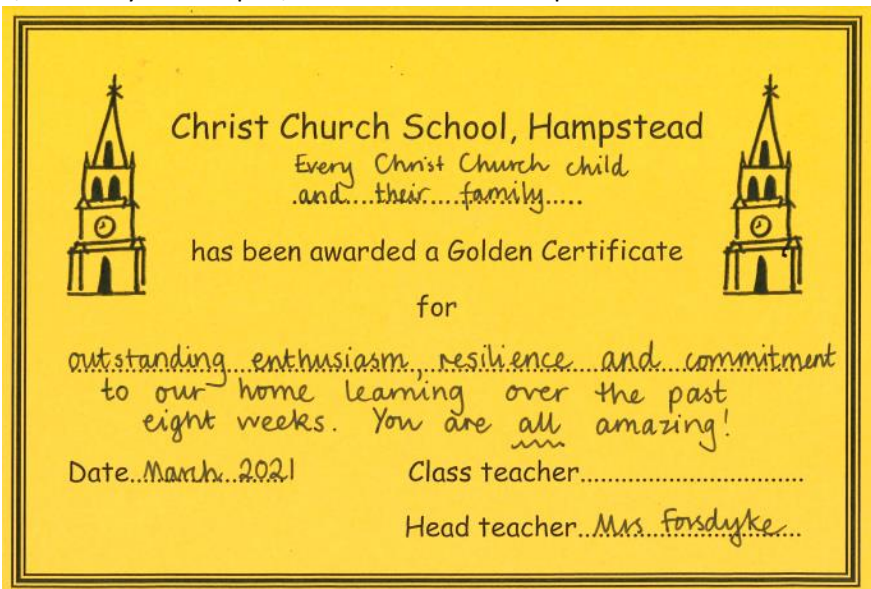 Christ Church School, Hampstead
Every Christ Church child
and their family
has been awarded a Golden Certificate
for
outstanding enthusiasm, resilience and commitment
to our home learning over the past
eight weeks. You are all amazing!
Date March 2021 Class teacher..............................
Head teacher Mrs Forsdyke